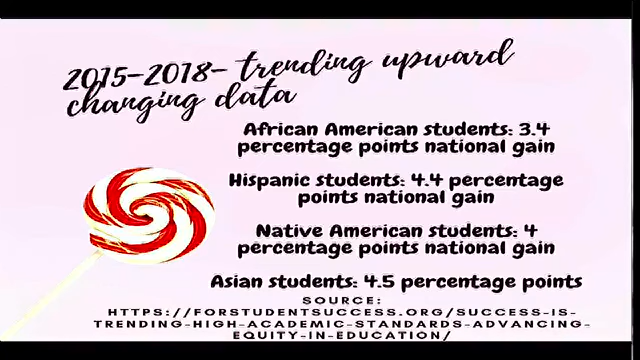 2015-2018- trending upward
changing data
African American students: 3.4
percentage points national gain
Hispanic students: 4.4 percentage
points national gain
Native American students: 4
percentage points national gain
Asian students: 4.5 percentage points
SOURCE:
HTTPS://FORSTUDENTSUCCESS.ORG/SUCCESS-IS-
TRENDING-HIGH-ACADEMIC-STANDARDS-ADVANCING-
EQUITY-IN-EDUCATION/